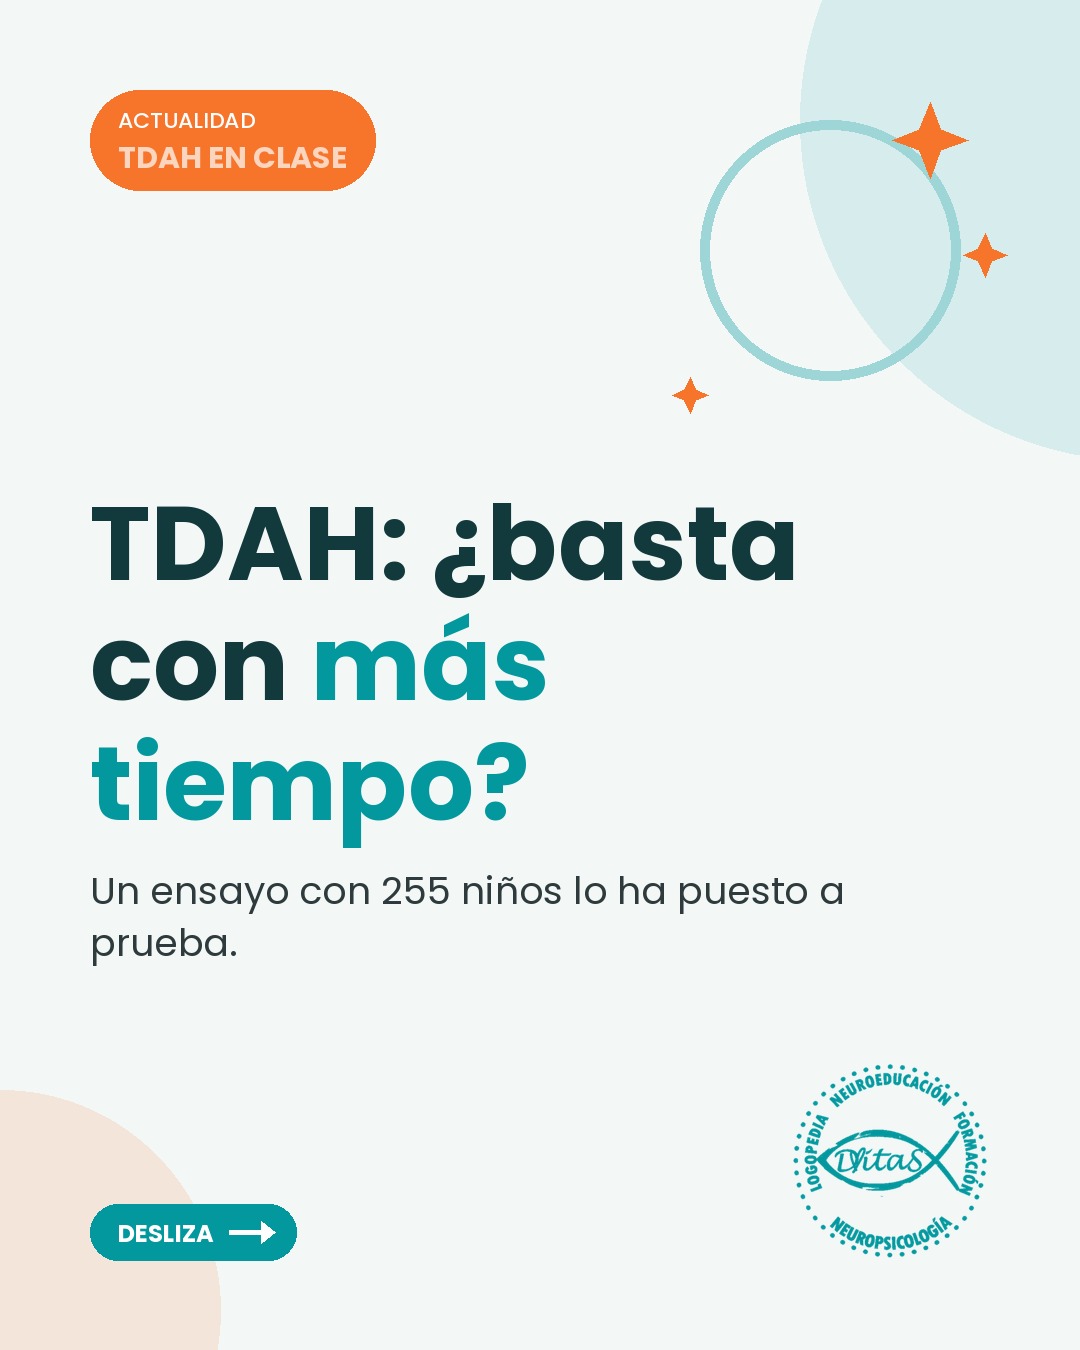 ACTUALIDAD
TDAH EN CLASE
TDAH: ¿basta
con más
tiempo?
Un ensayo con 255 niños lo ha puesto a
prueba.
LOGOPEDIA NEUROEDUCACIÓN FORMACIÓN
NEUROPSICOLOGÍA
DESLIZA